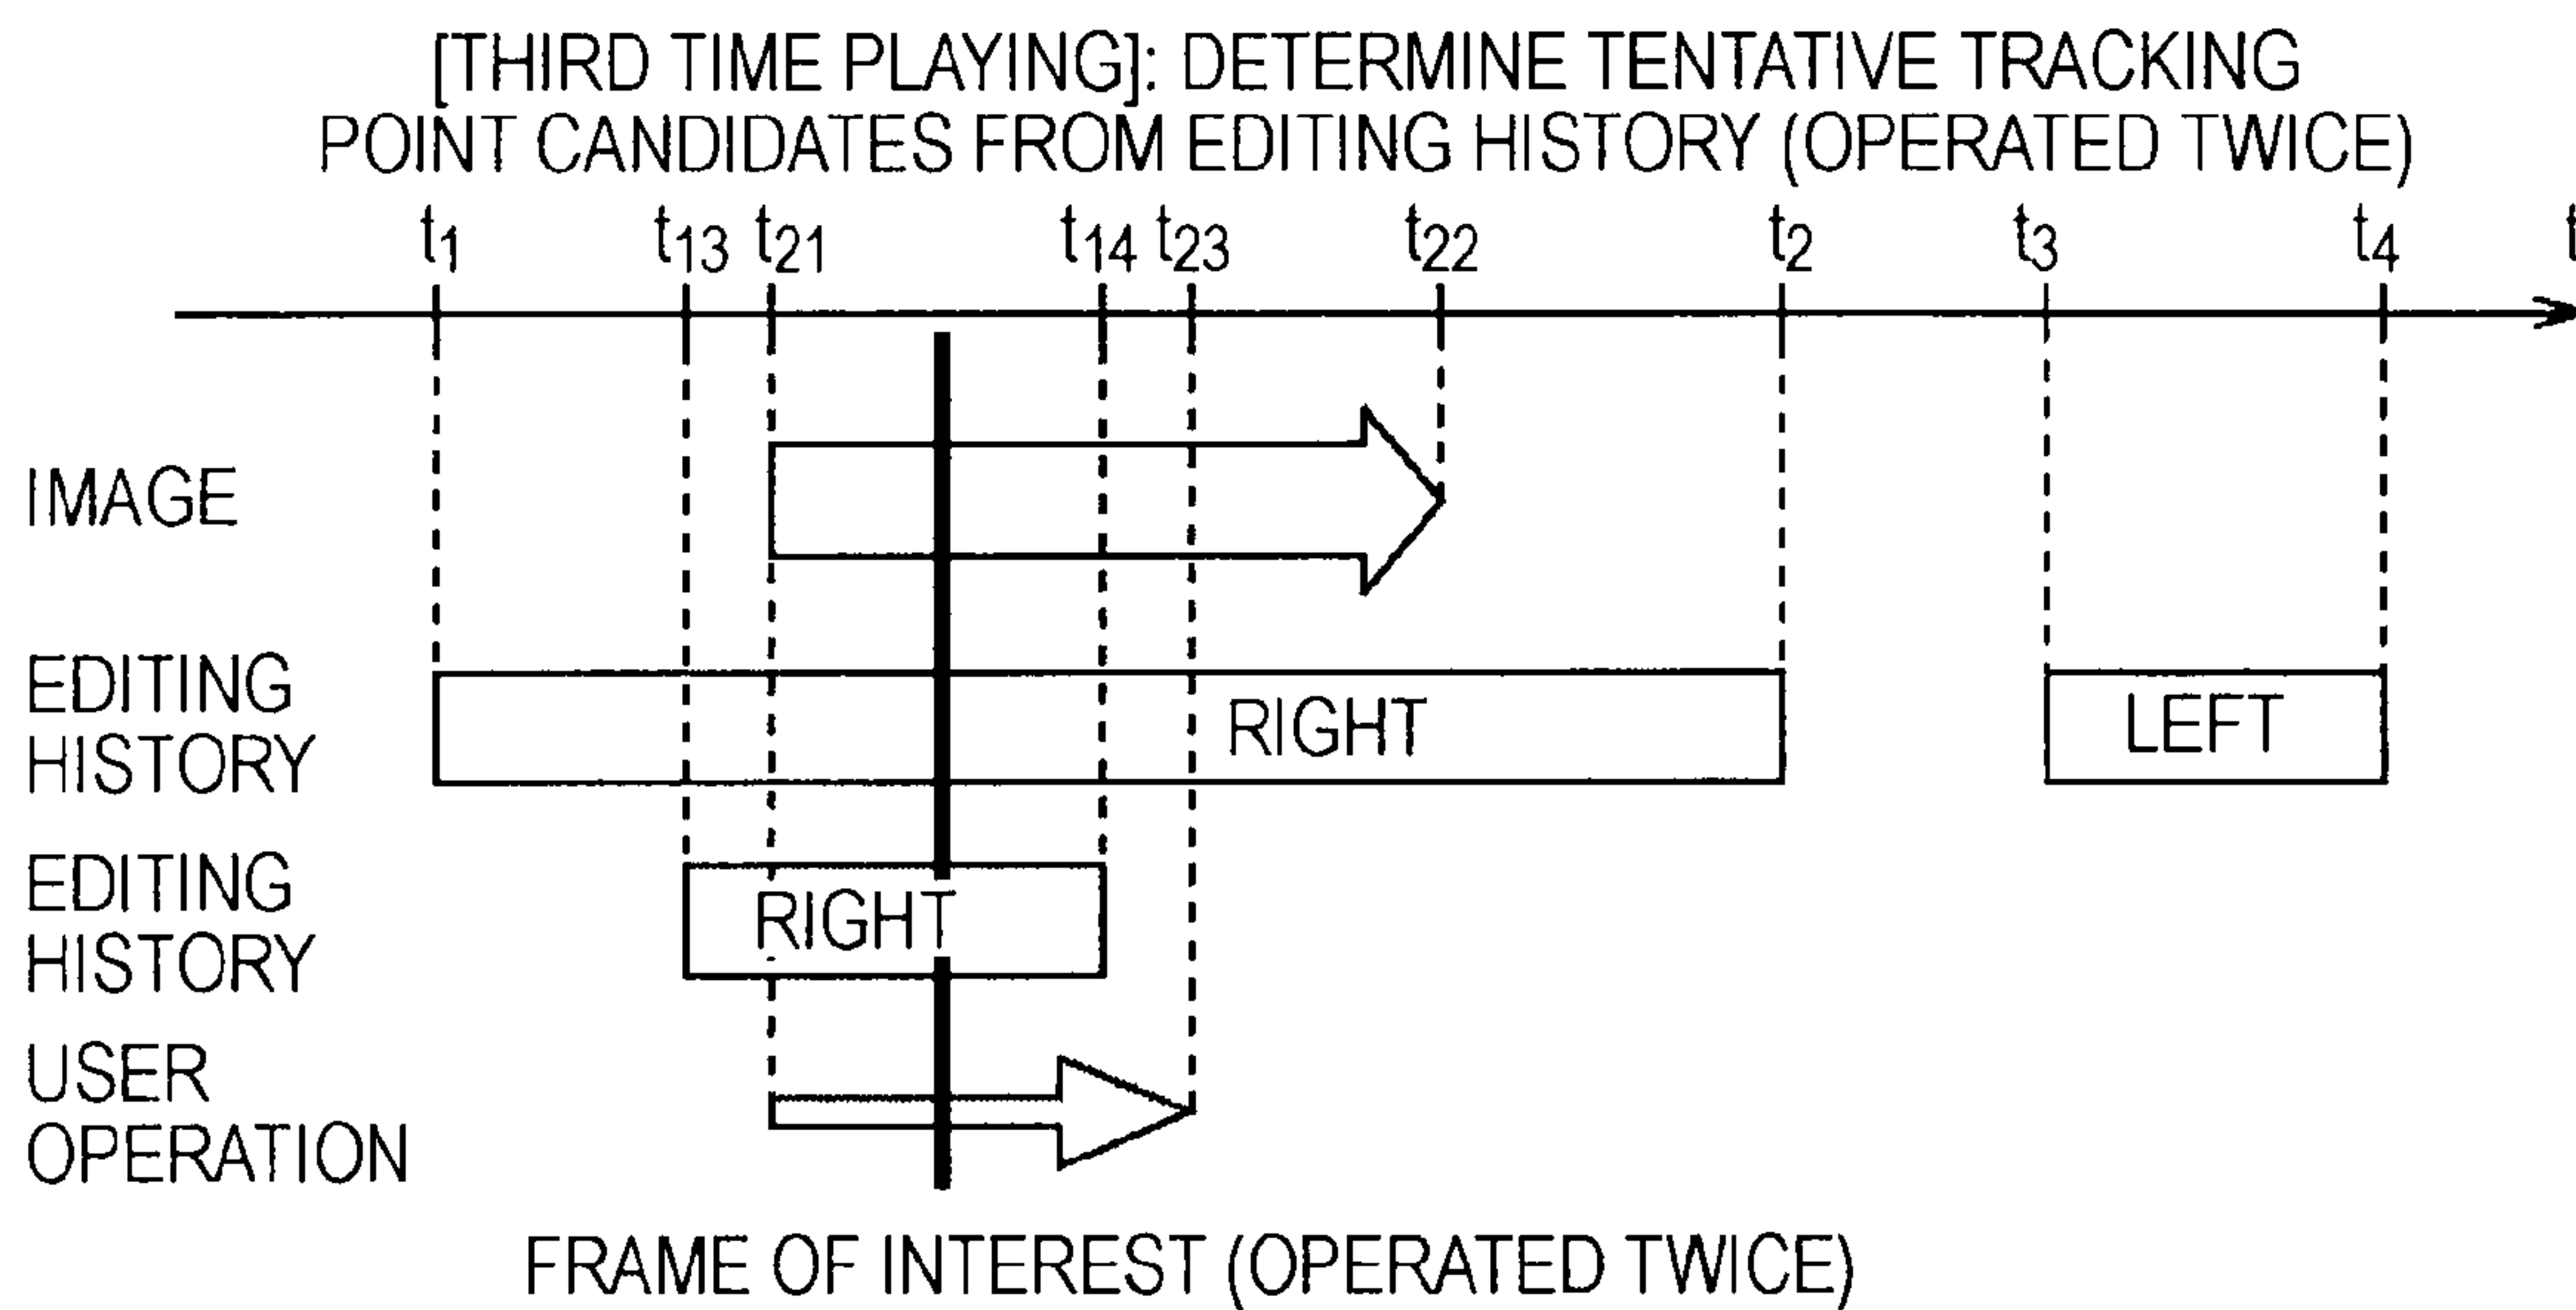 [THIRD TIME PLAYING]: DETERMINE TENTATIVE TRACKING
POINT CANDIDATES FROM EDITING HISTORY (OPERATED TWICE)
t1 t13 t21 t14 t23 t22 t2 t3 t4 t
IMAGE
EDITING
HISTORY
RIGHT
LEFT
EDITING
HISTORY
RIGHT
USER
OPERATION
FRAME OF INTEREST (OPERATED TWICE)